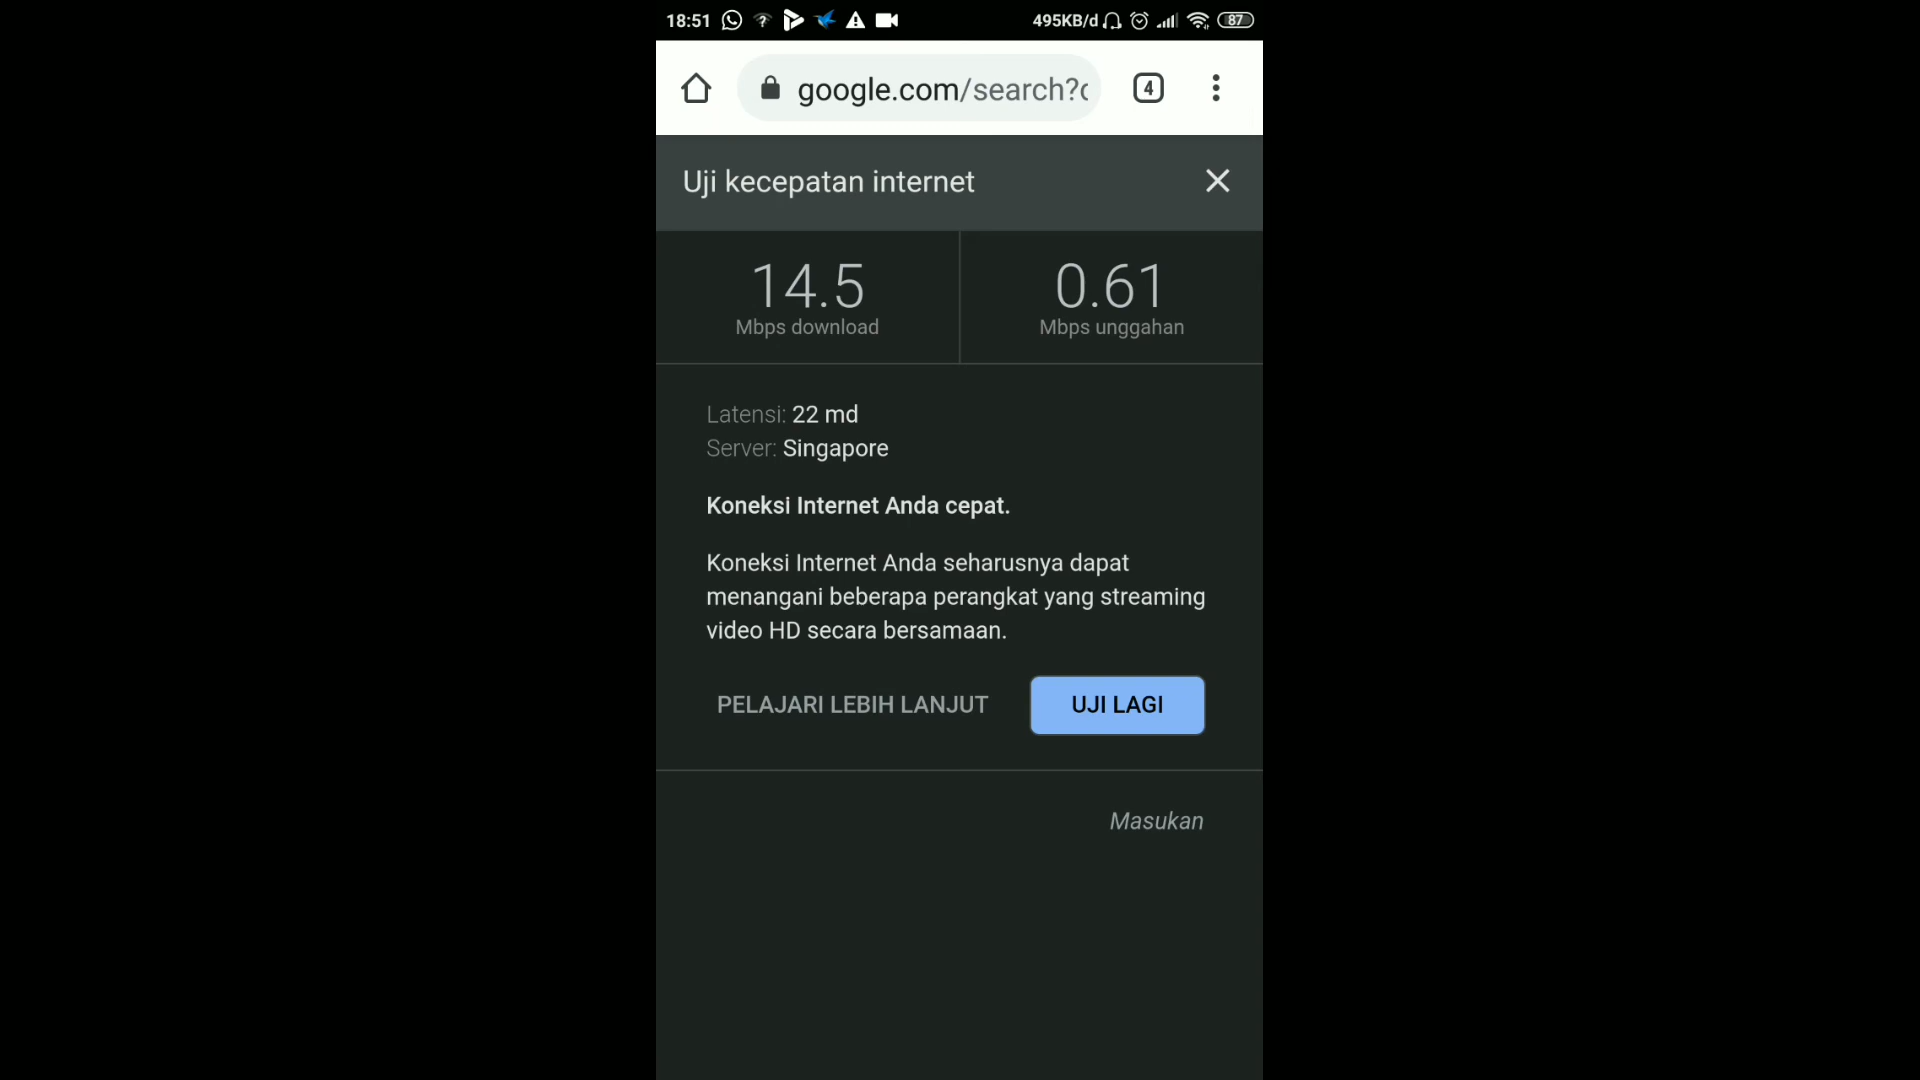 18:51 495KB/d 87
google.com/search? 4
Uji kecepatan internet
14.5 0.61
Mbps download Mbps unggahan
Latensi: 22 md
Server: Singapore
Koneksi Internet Anda cepat.
Koneksi Internet Anda seharusnya dapat
menangani beberapa perangkat yang streaming
video HD secara bersamaan.
PELAJARI LEBIH LANJUT UJI LAGI
Masukan